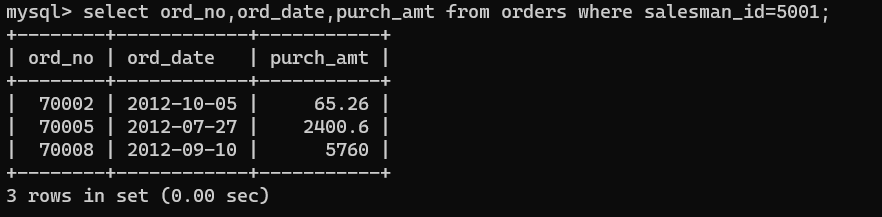 mysql> select ord_no,ord_date,purch_amt from orders where salesman_id=5001;
+--------+------------+-----------+
| ord_no | ord_date   | purch_amt |
+--------+------------+-----------+
|  70002 | 2012-10-05 |     65.26 |
|  70005 | 2012-07-27 |    2400.6 |
|  70008 | 2012-09-10 |      5760 |
+--------+------------+-----------+
3 rows in set (0.00 sec)